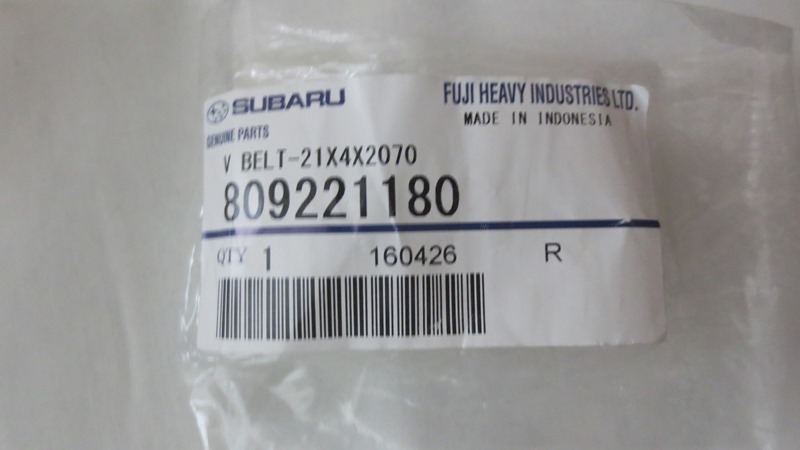 SUBARU
FUJI HEAVY INDUSTRIES LTD.
GENUINE PARTS
MADE IN INDONESIA
V BELT-21X4X2070
809221180
QTY 1 160426 R